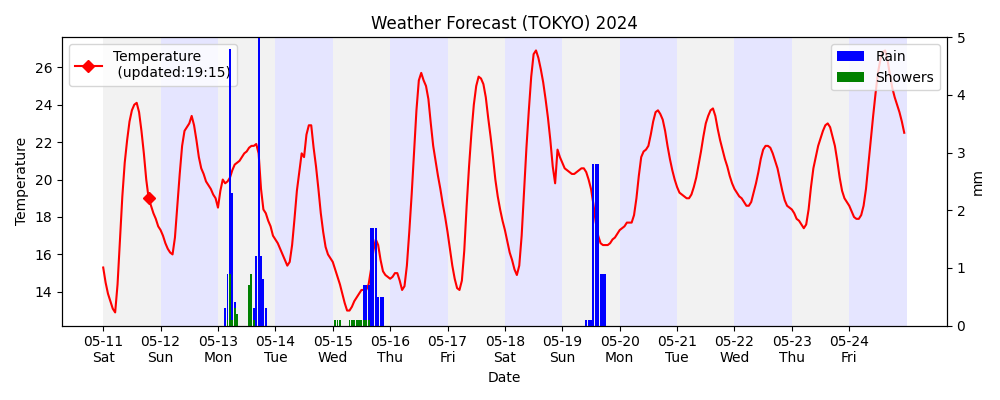 Weather Forecast (TOKYO) 2024
Temperature
(updated:19:15)
Rain
Showers
Temperature
26
24
22
20
18
16
14
5
4
3
2
1
0
mm
05-11 05-12 05-13 05-14 05-15 05-16 05-17 05-18 05-19 05-20 05-21 05-22 05-23 05-24
Sat Sun Mon Tue Wed Thu Fri Sat Sun Mon Tue Wed Thu Fri
Date